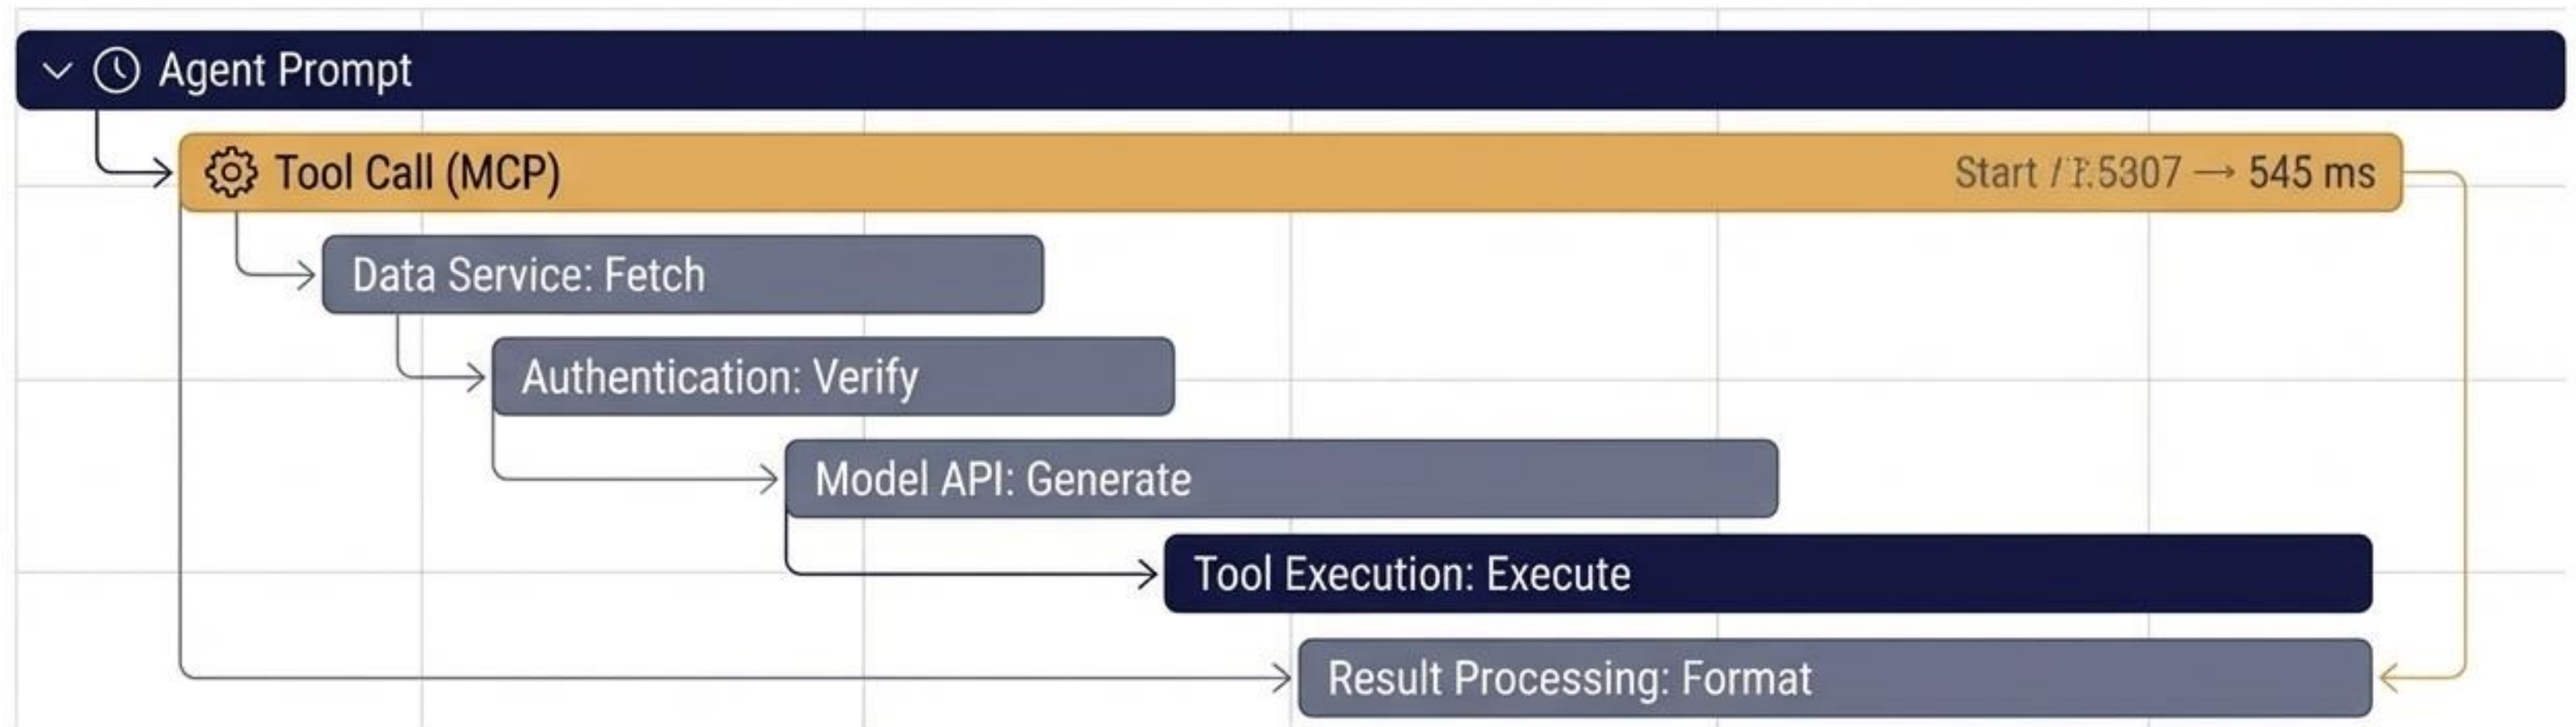 Agent Prompt
Tool Call (MCP)
Start → 545 ms
Data Service: Fetch
Authentication: Verify
Model API: Generate
Tool Execution: Execute
Result Processing: Format